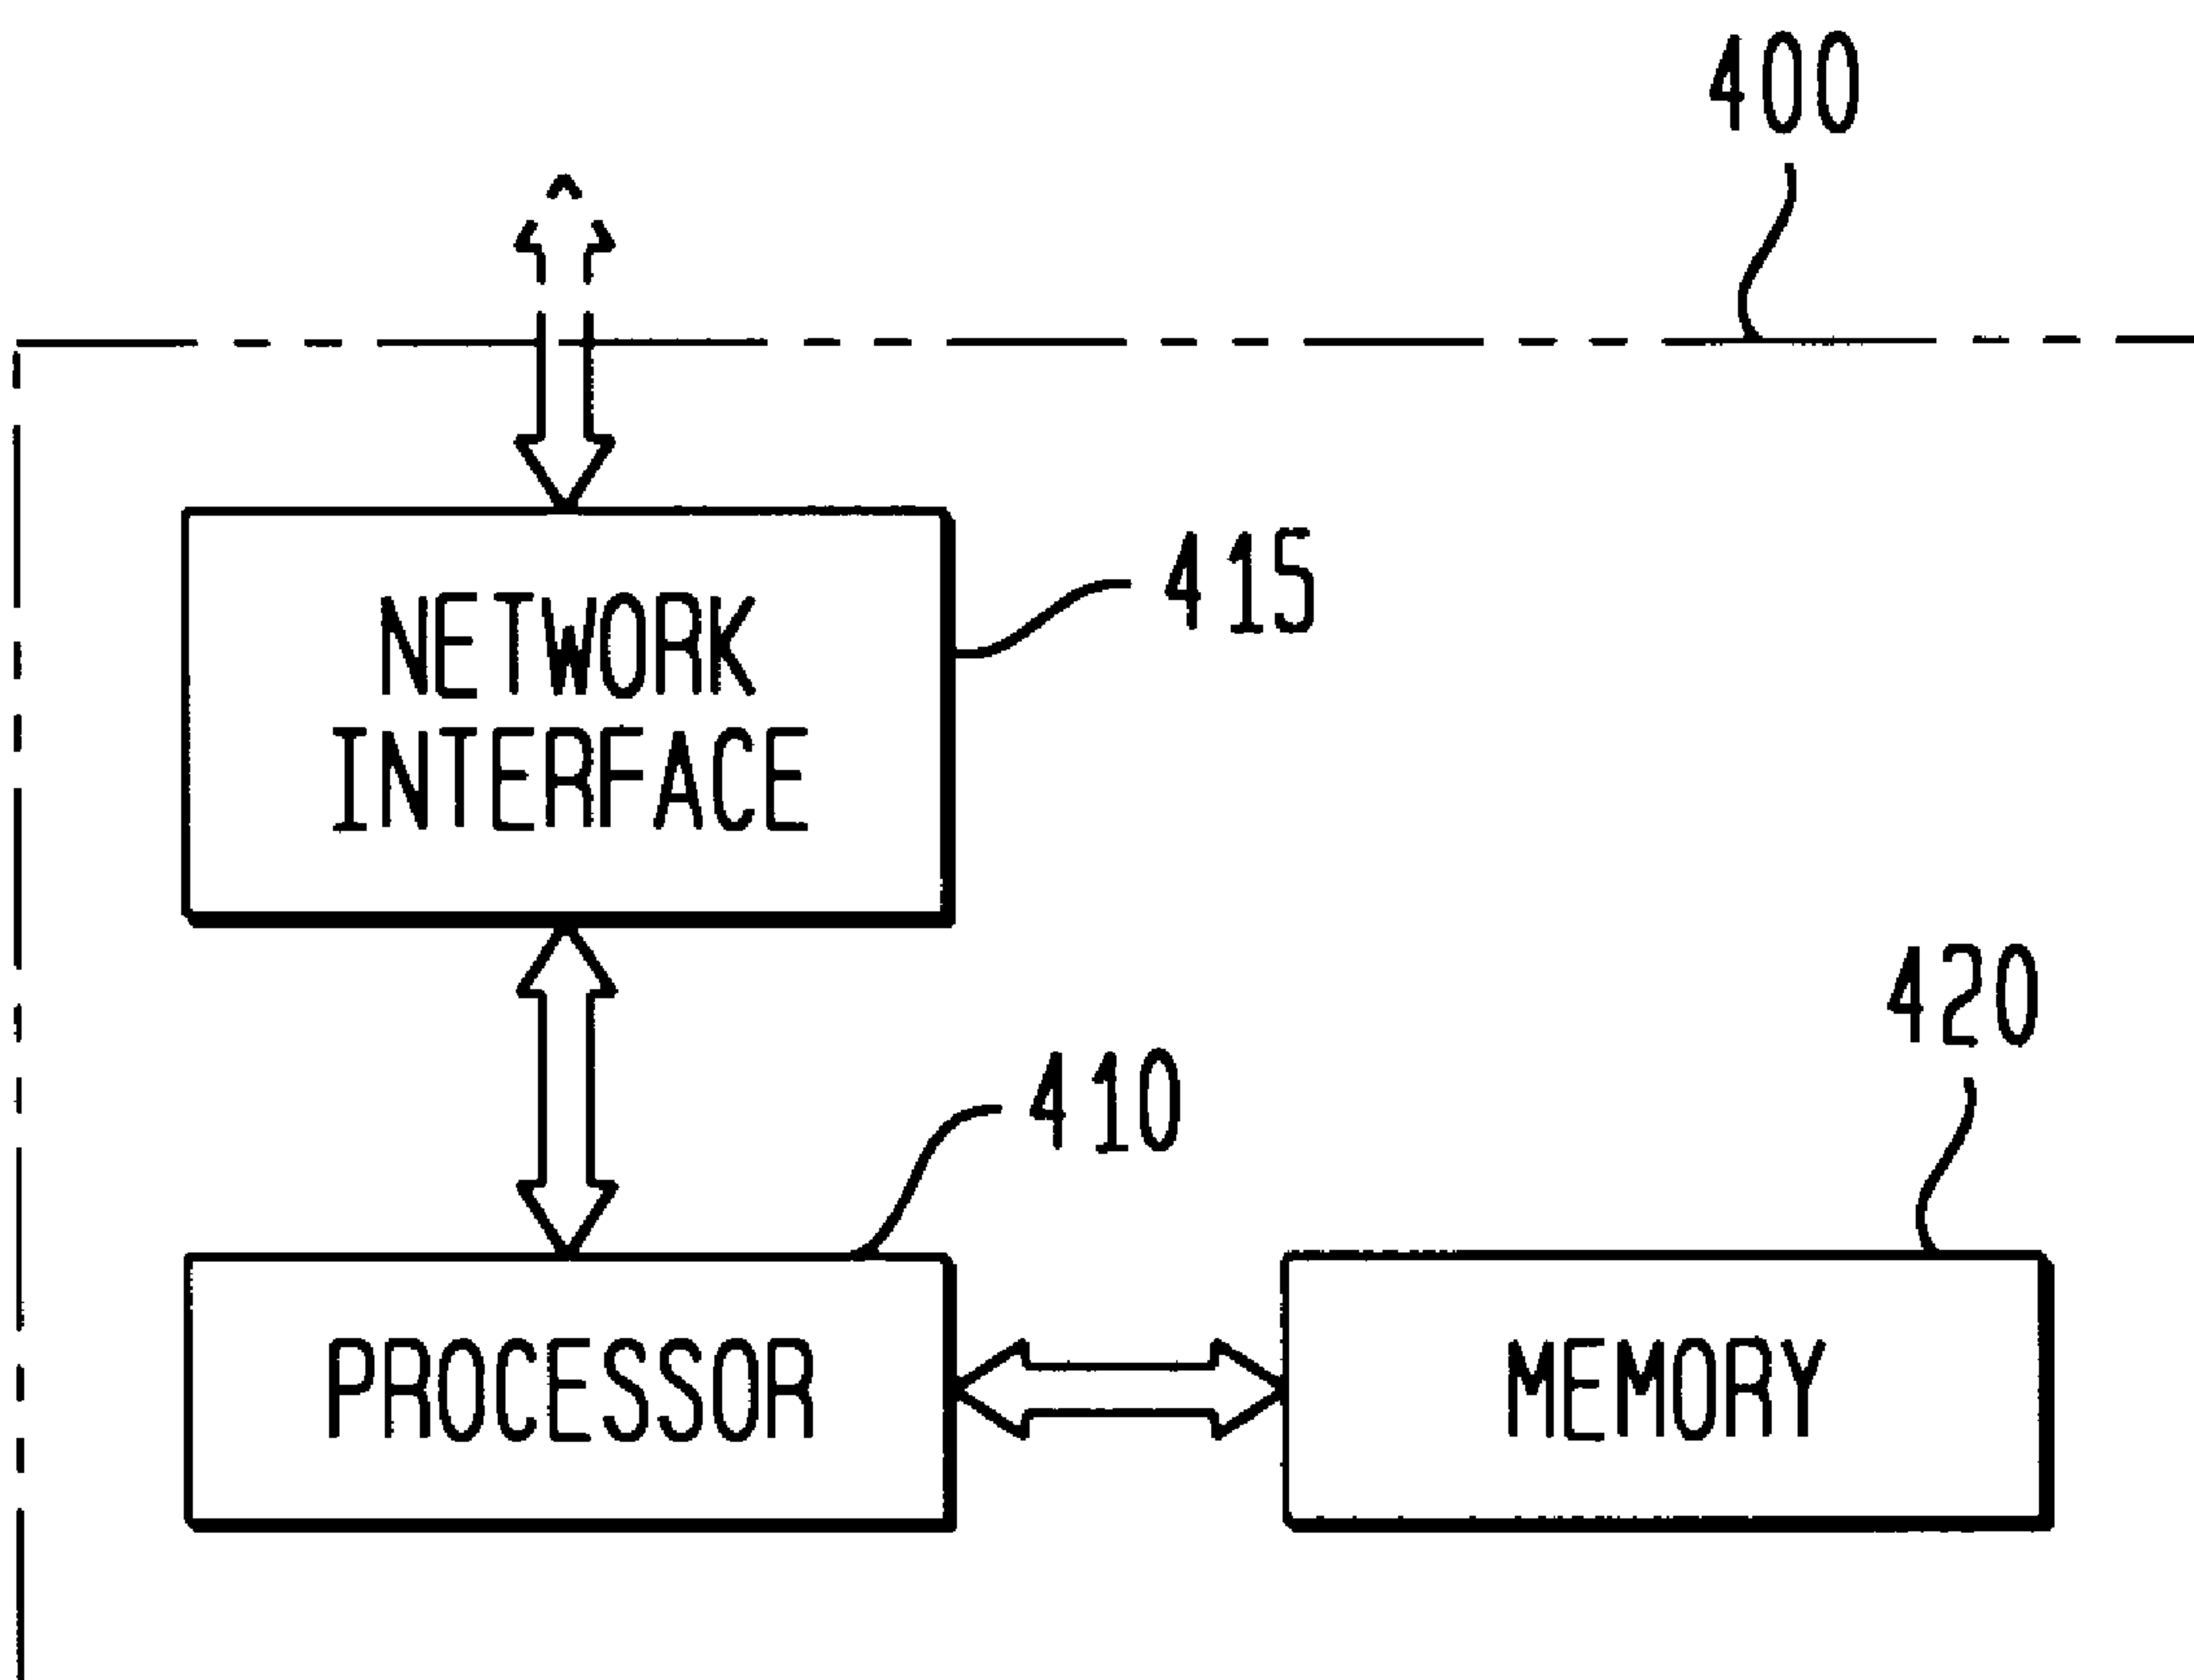 400
NETWORK
INTERFACE
415
420
410
PROCESSOR
MEMORY